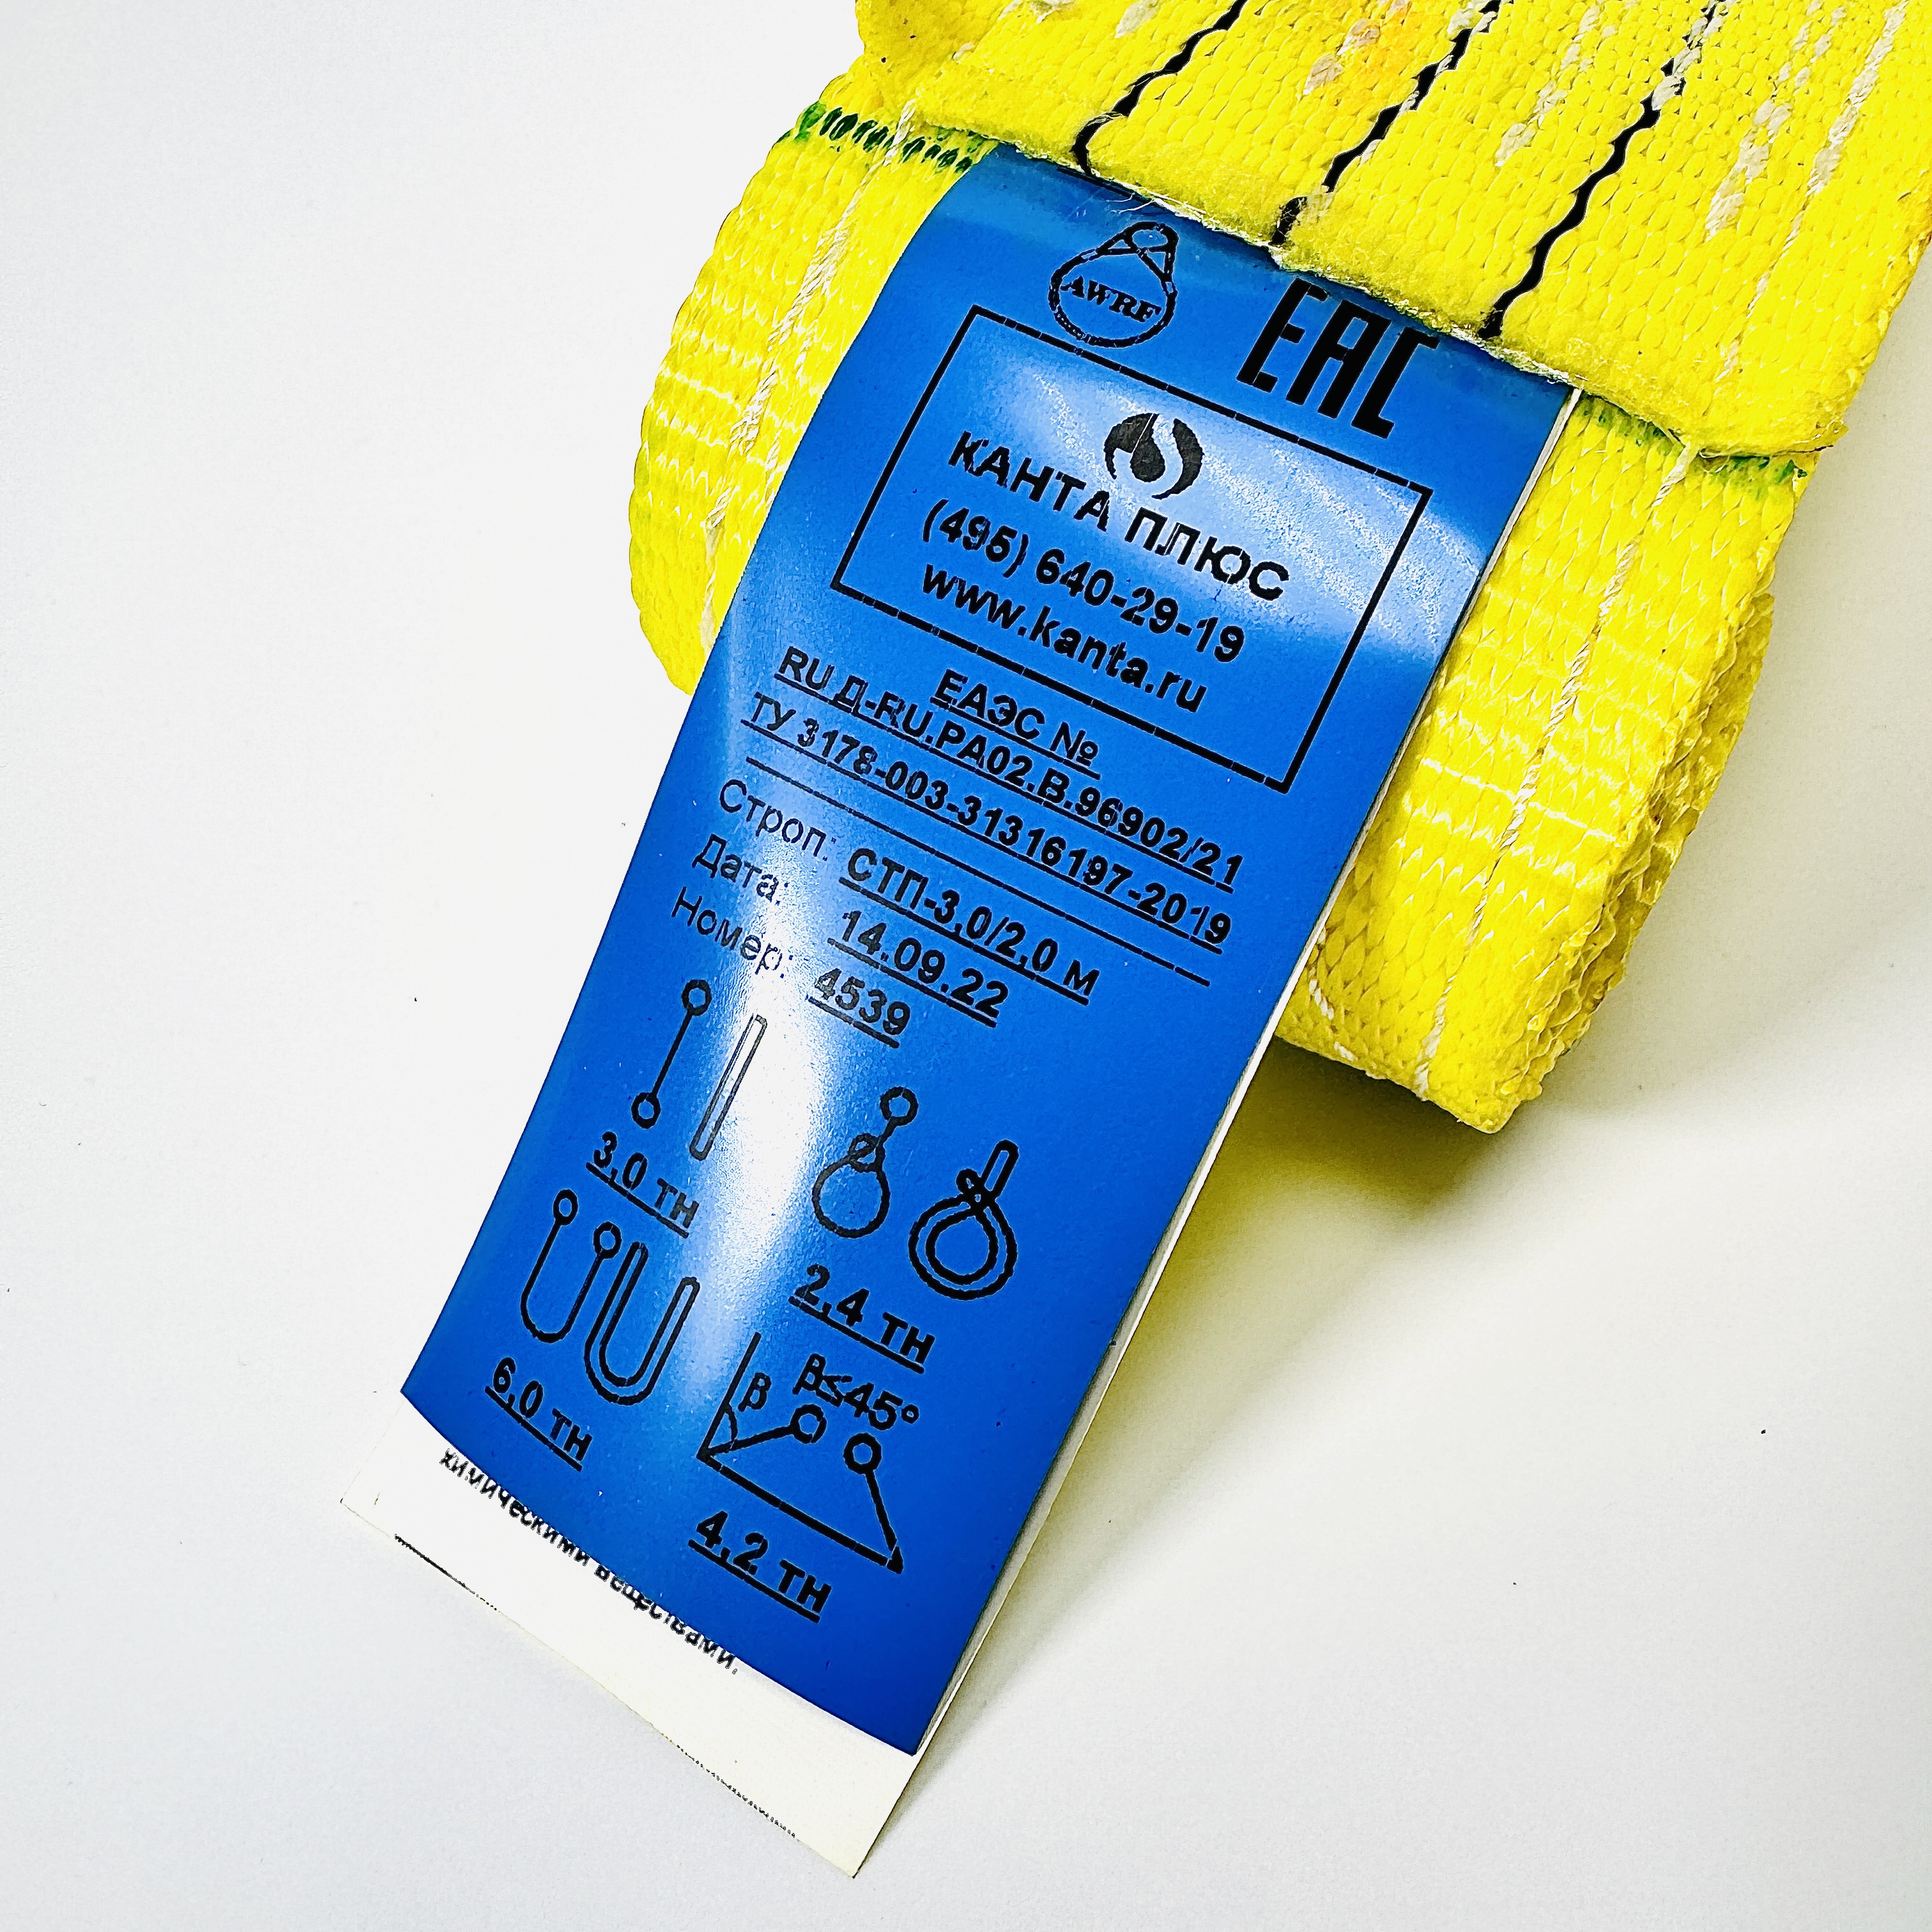 AWRF
EAC
КАНТА ПЛЮС
(495) 640-29-19
www.kanta.ru
ЕАЭС №
RU Д-RU.РА02.В.96902/21
ТУ 3178-003-31316197-2019
Строп: СТП-3,0/2,0 м
Дата: 14.09.22
Номер: 4539
3,0 тн
2,4 тн
6,0 тн
β β≤45°
4,2 тн
химическими веществами.